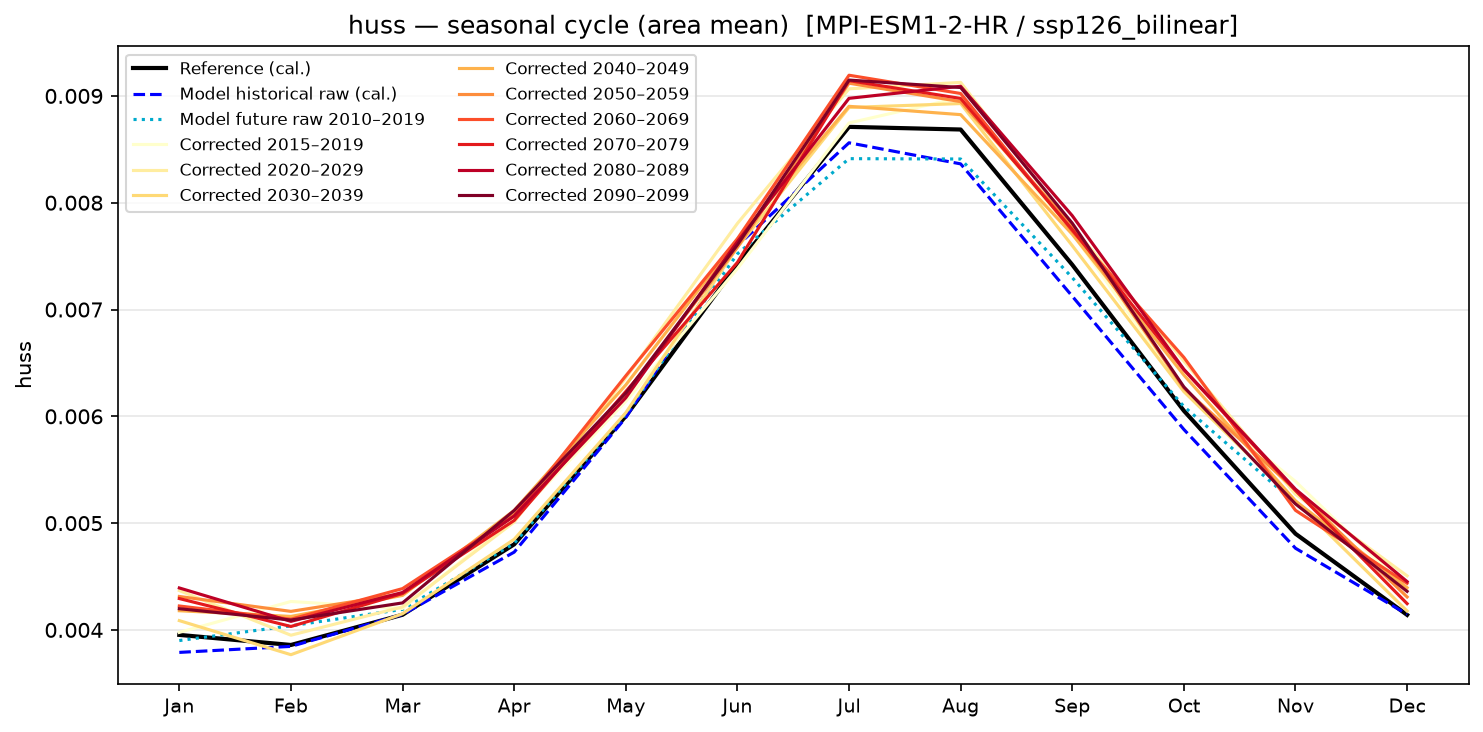 huss — seasonal cycle (area mean)  [MPI-ESM1-2-HR / ssp126_bilinear]
Reference (cal.)
Model historical raw (cal.)
Model future raw 2010–2019
Corrected 2015–2019
Corrected 2020–2029
Corrected 2030–2039
Corrected 2040–2049
Corrected 2050–2059
Corrected 2060–2069
Corrected 2070–2079
Corrected 2080–2089
Corrected 2090–2099
huss
0.009
0.008
0.007
0.006
0.005
0.004
Jan Feb Mar Apr May Jun Jul Aug Sep Oct Nov Dec